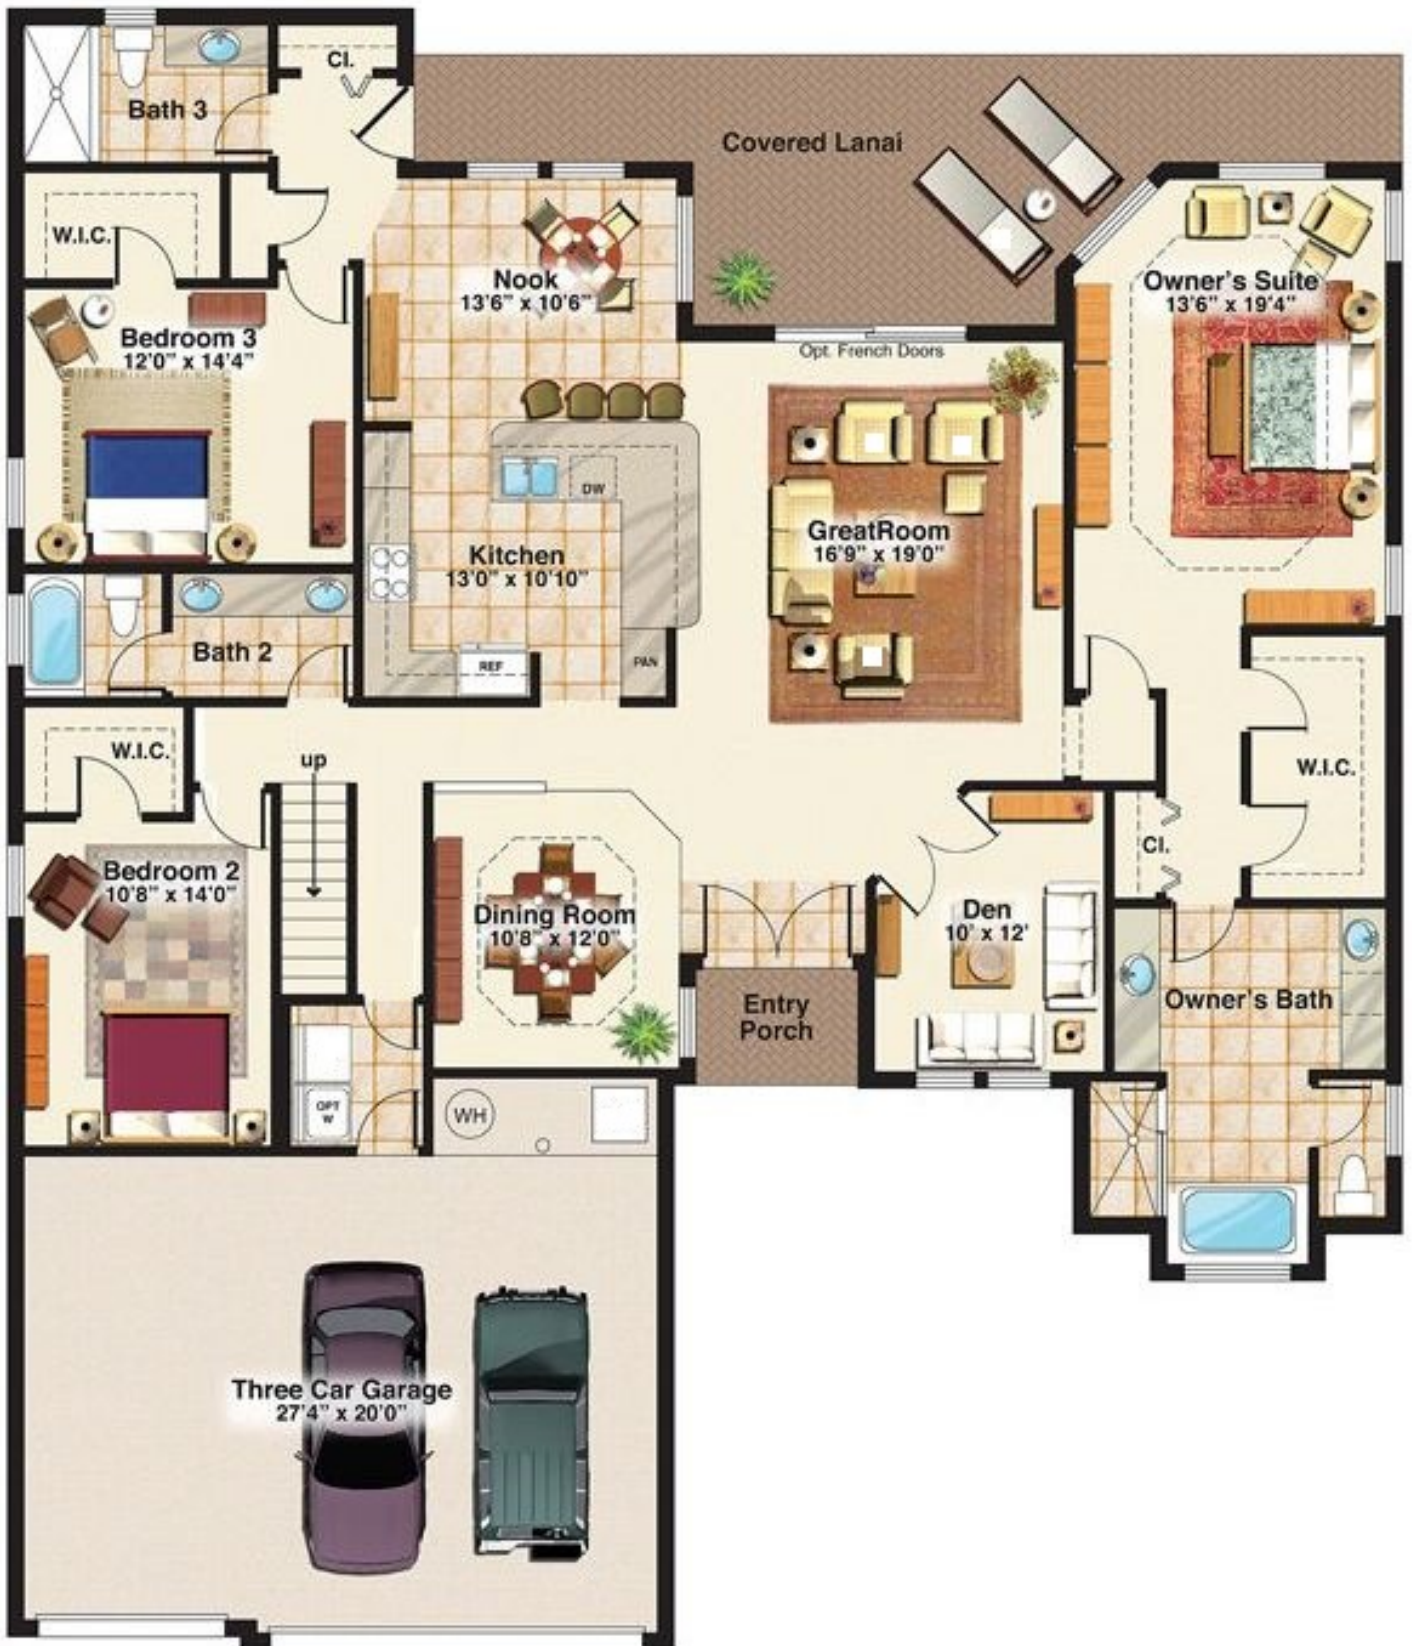 Cl.
Bath 3
Covered Lanai
W.I.C.
Nook
13'6” x 10'6”
Owner's Suite
13'6” x 19'4”
Bedroom 3
12'0” x 14'4”
Opt. French Doors
DW
GreatRoom
16'9” x 19'0”
Kitchen
13'0” x 10'10”
Bath 2
REF
PAN
W.I.C.
up
W.I.C.
Cl.
Bedroom 2
10'8” x 14'0”
Dining Room
10'8” x 12'0”
Den
10' x 12'
Owner's Bath
Entry
Porch
OPT
W
WH
Three Car Garage
27'4” x 20'0”